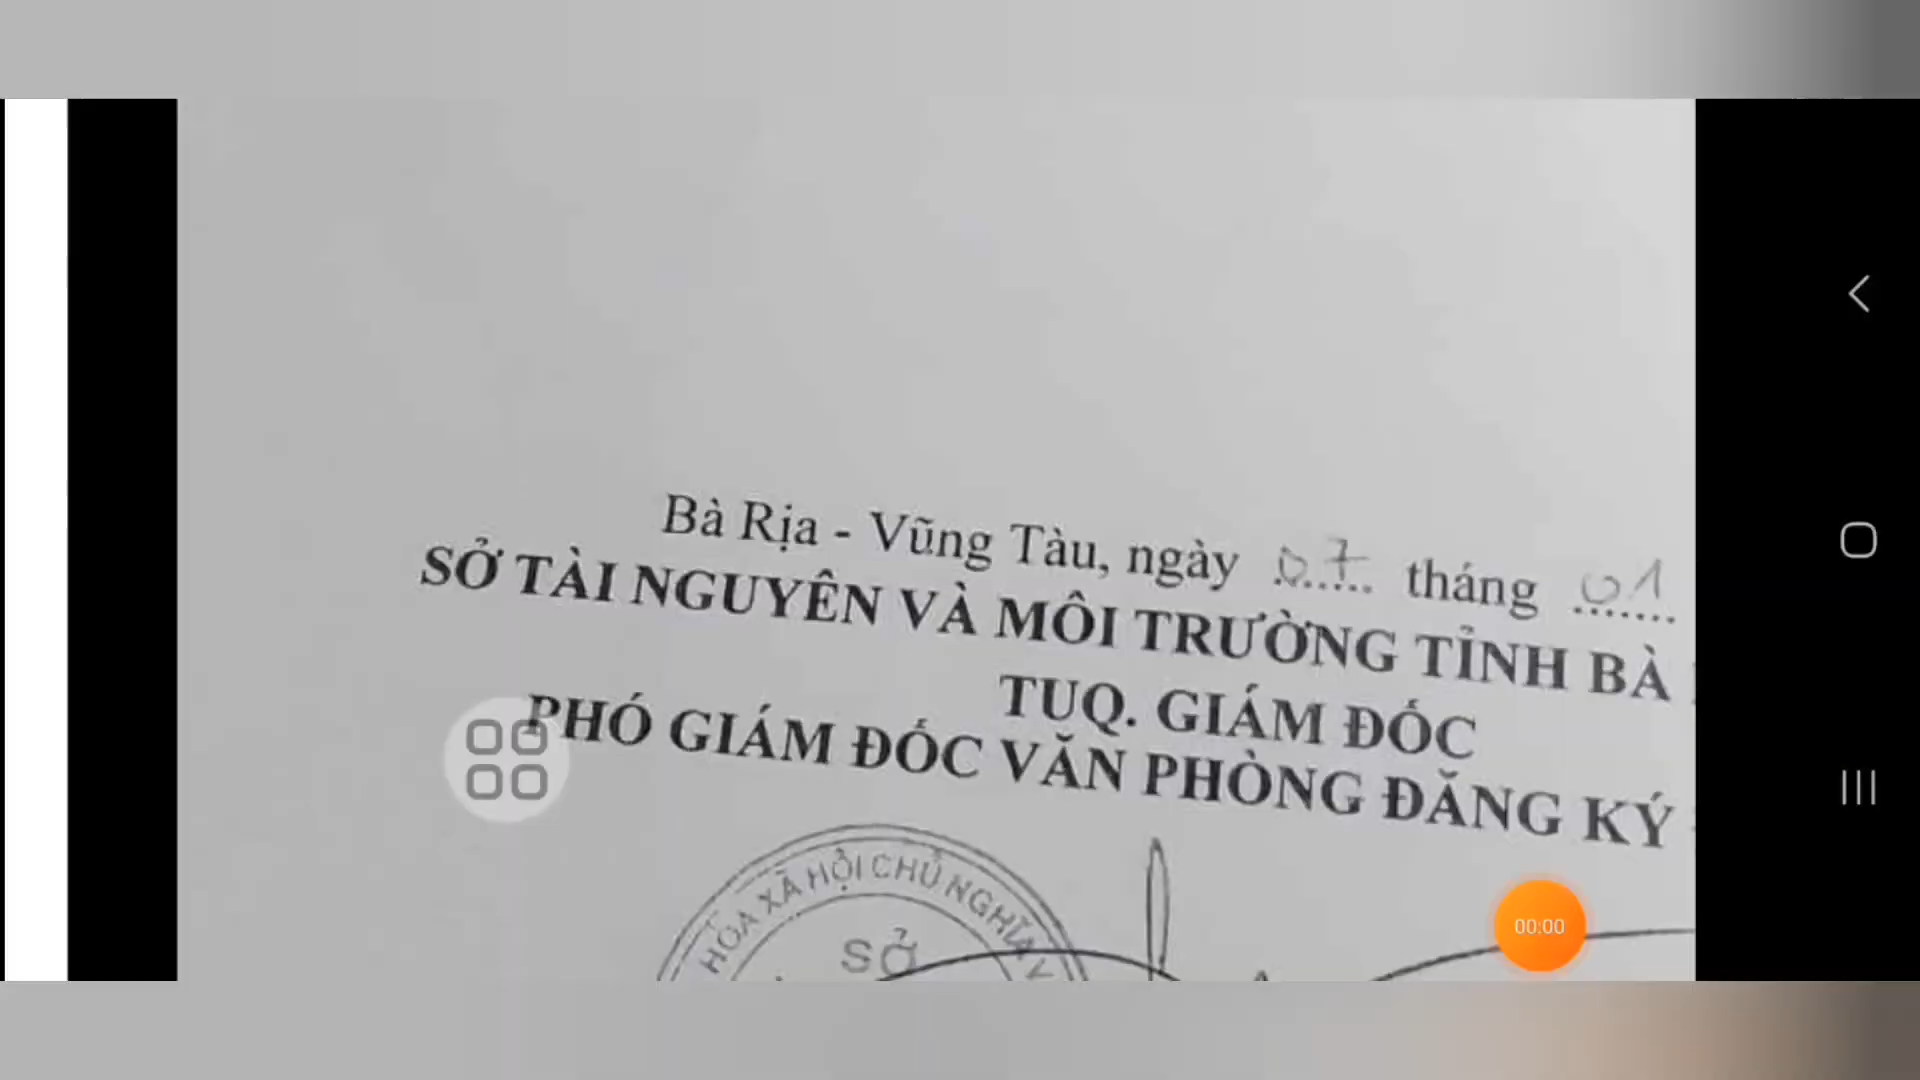 Bà Rịa - Vũng Tàu, ngày 07 tháng 01
SỞ TÀI NGUYÊN VÀ MÔI TRƯỜNG TỈNH BÀ
TUQ. GIÁM ĐỐC
PHÓ GIÁM ĐỐC VĂN PHÒNG ĐĂNG KÝ
HÒA XÃ HỘI CHỦ NGHĨA V
SỞ
00:00